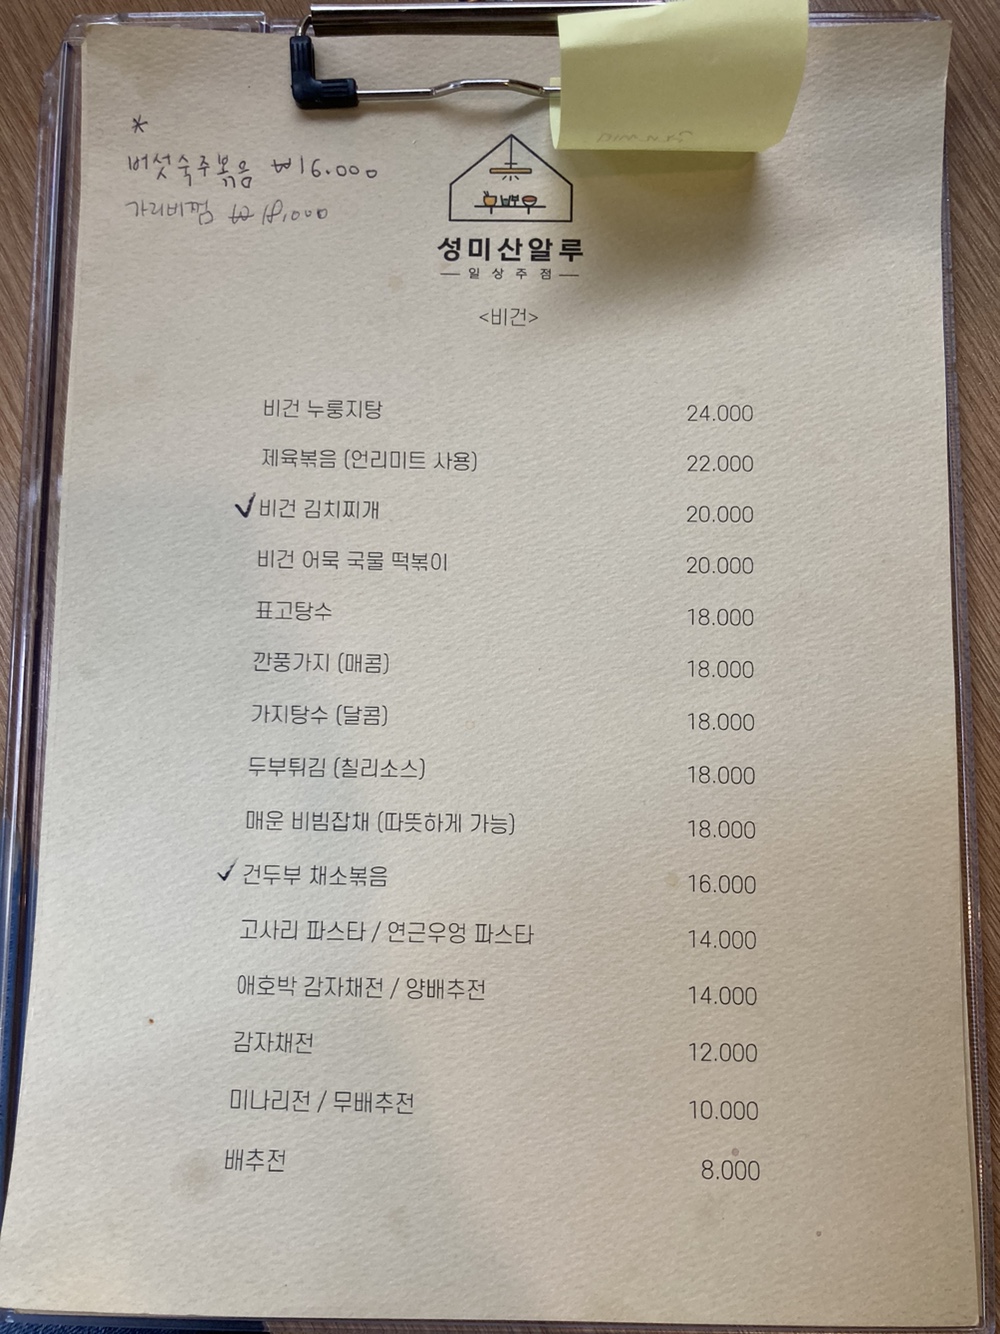 *
버섯숙주볶음 ₩16.000
가리비찜 ₩18,000
성미산알루
일상주점
<비건>
비건 누룽지탕 24.000
제육볶음 (언리미트 사용) 22.000
✓비건 김치찌개 20.000
비건 어묵 국물 떡볶이 20.000
표고탕수 18.000
깐풍가지 (매콤) 18.000
가지탕수 (달콤) 18.000
두부튀김 (칠리소스) 18.000
매운 비빔잡채 (따뜻하게 가능) 18.000
✓건두부 채소볶음 16.000
고사리 파스타 / 연근우엉 파스타 14.000
애호박 감자채전 / 양배추전 14.000
감자채전 12.000
미나리전 / 무배추전 10.000
배추전 8.000